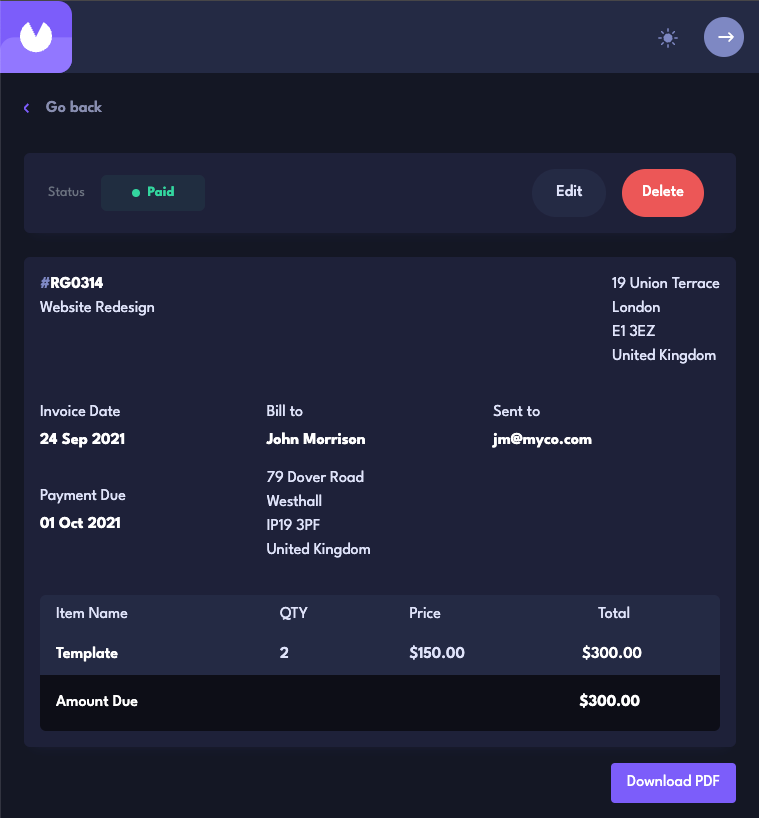 Go back
Status
Paid
Edit
Delete
#RG0314
Website Redesign
19 Union Terrace
London
E1 3EZ
United Kingdom
Invoice Date
24 Sep 2021
Payment Due
01 Oct 2021
Bill to
John Morrison
79 Dover Road
Westhall
IP19 3PF
United Kingdom
Sent to
jm@myco.com
Item Name QTY Price Total
Template 2 $150.00 $300.00
Amount Due $300.00
Download PDF